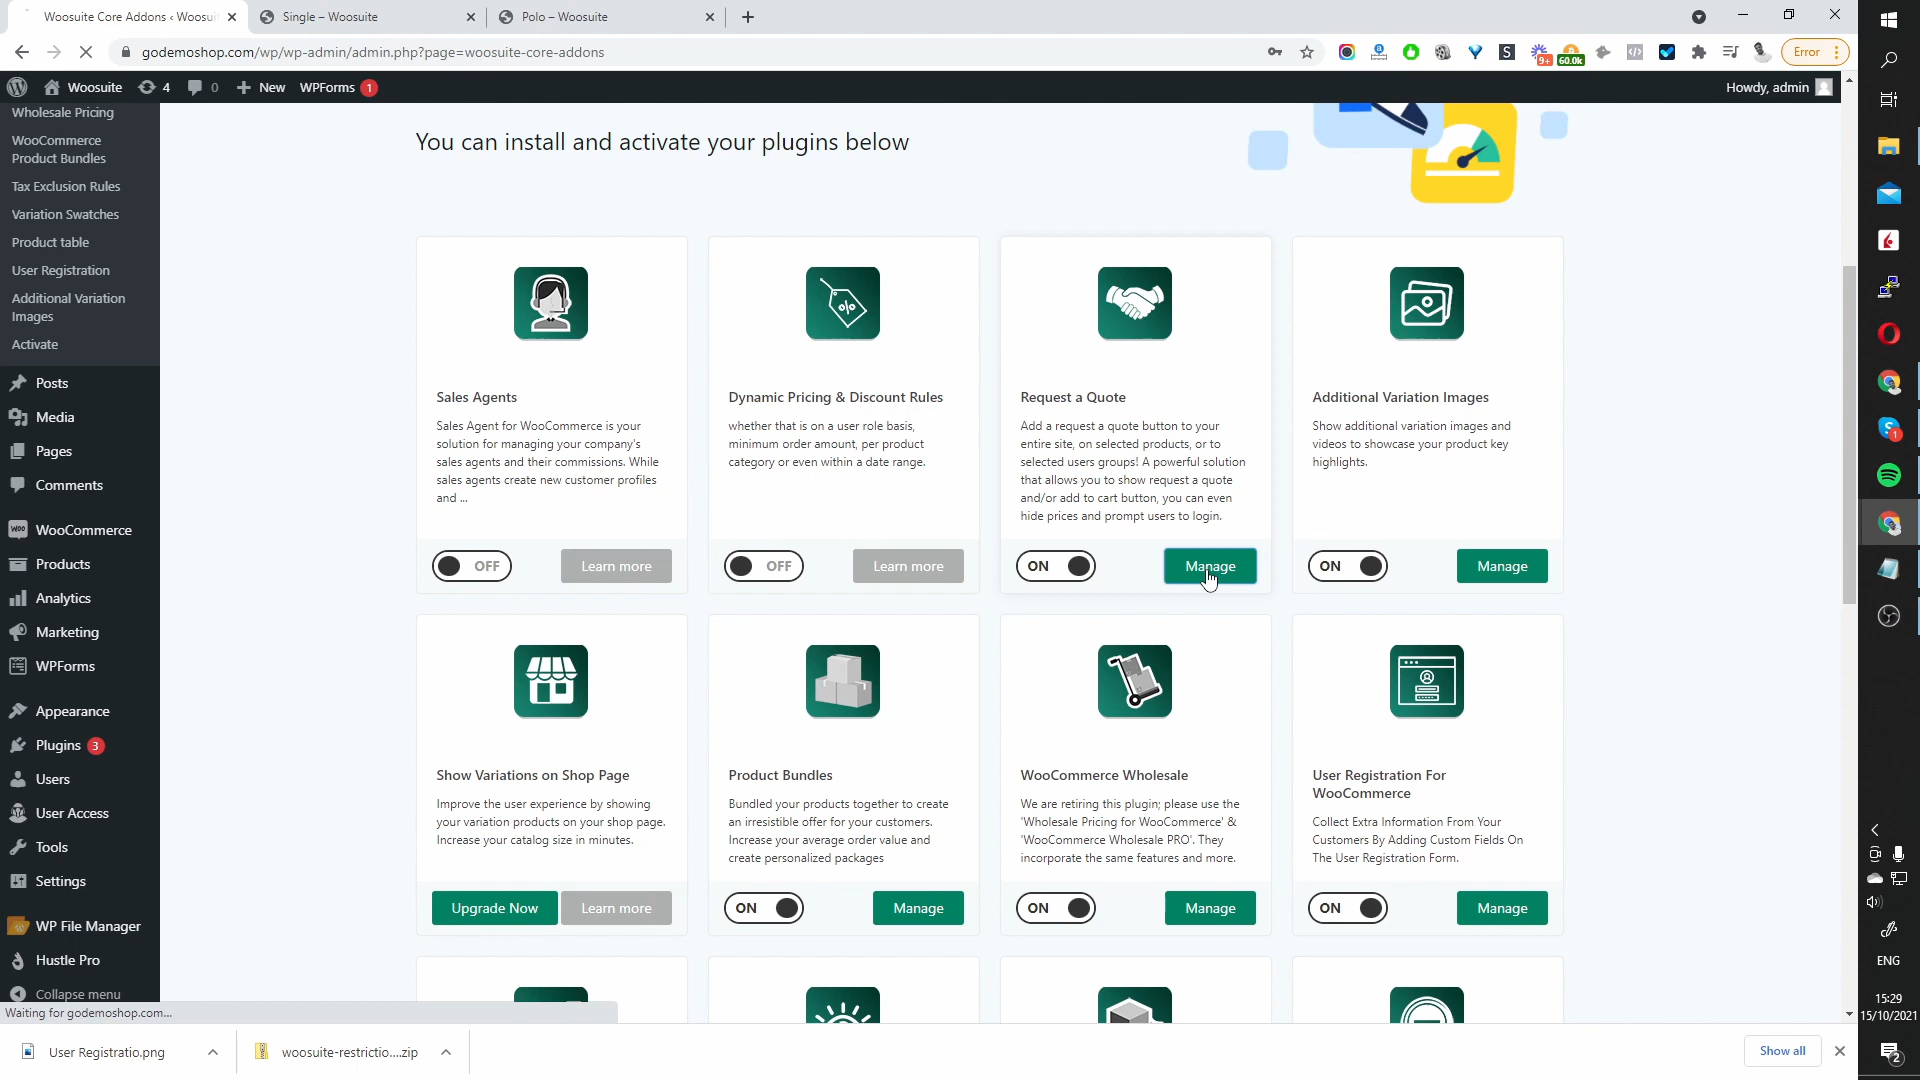 Woosuite Core Addons ‹ Woosui
Single – Woosuite
Polo – Woosuite
godemoshop.com/wp/wp-admin/admin.php?page=woosuite-core-addons
9+
60.0k
Error
Woosuite
4
0
New
WPForms 1
Howdy, admin
Wholesale Pricing
WooCommerce
Product Bundles
Tax Exclusion Rules
Variation Swatches
Product table
User Registration
Additional Variation
Images
Activate
Posts
Media
Pages
Comments
WooCommerce
Products
Analytics
Marketing
WPForms
Appearance
Plugins 3
Users
User Access
Tools
Settings
WP File Manager
Hustle Pro
Collapse menu
You can install and activate your plugins below
Sales Agents
Sales Agent for WooCommerce is your
solution for managing your company's
sales agents and their commissions. While
sales agents create new customer profiles
and ...
OFF
Learn more
Dynamic Pricing & Discount Rules
whether that is on a user role basis,
minimum order amount, per product
category or even within a date range.
OFF
Learn more
Request a Quote
Add a request a quote button to your
entire site, on selected products, or to
selected users groups! A powerful solution
that allows you to show request a quote
and/or add to cart button, you can even
hide prices and prompt users to login.
ON
Manage
Additional Variation Images
Show additional variation images and
videos to showcase your product key
highlights.
ON
Manage
Show Variations on Shop Page
Improve the user experience by showing
your variation products on your shop page.
Increase your catalog size in minutes.
Upgrade Now
Learn more
Product Bundles
Bundled your products together to create
an irresistible offer for your customers.
Increase your average order value and
create personalized packages
ON
Manage
WooCommerce Wholesale
We are retiring this plugin; please use the
'Wholesale Pricing for WooCommerce' &
'WooCommerce Wholesale PRO'. They
incorporate the same features and more.
ON
Manage
User Registration For
WooCommerce
Collect Extra Information From Your
Customers By Adding Custom Fields On
The User Registration Form.
ON
Manage
Waiting for godemoshop.com...
User Registratio.png
woosuite-restrictio....zip
Show all
1
ENG
15:29
15/10/2021
2